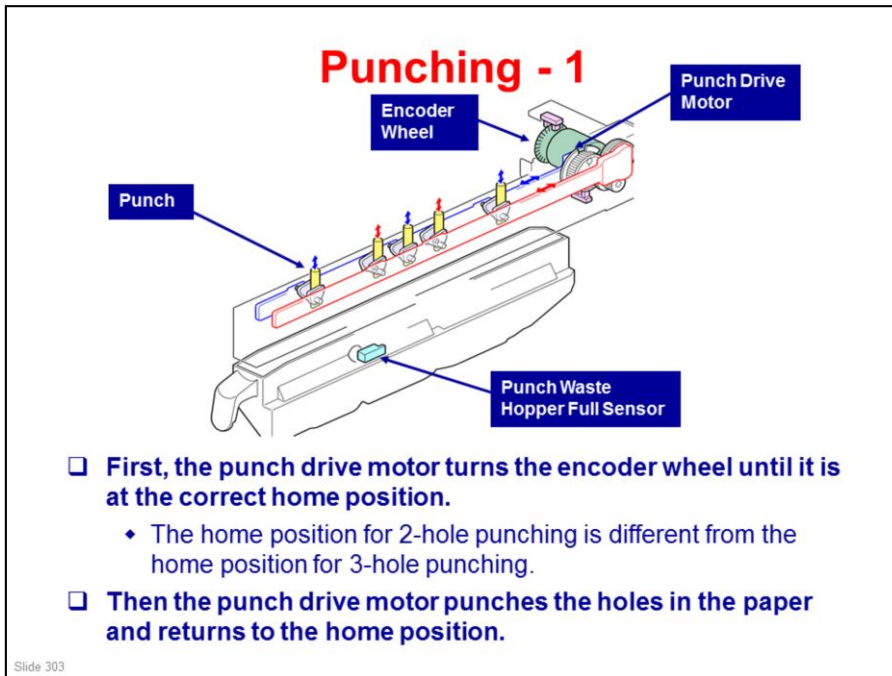 Punching - 1
Encoder
Wheel
Punch Drive
Motor
Punch
Punch Waste
Hopper Full Sensor
❑ First, the punch drive motor turns the encoder wheel until it is
at the correct home position.
◆ The home position for 2-hole punching is different from the
home position for 3-hole punching.
❑ Then the punch drive motor punches the holes in the paper
and returns to the home position.
Slide 303